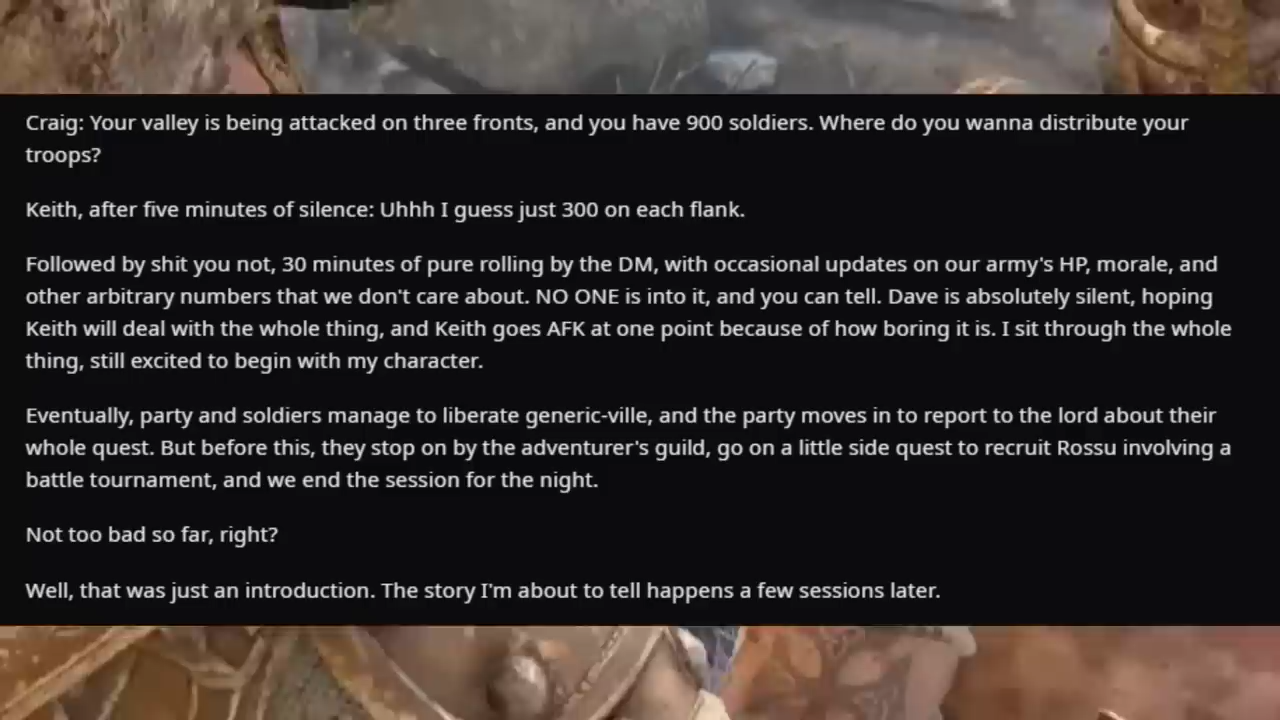 Craig: Your valley is being attacked on three fronts, and you have 900 soldiers. Where do you wanna distribute your
troops?
Keith, after five minutes of silence: Uhhh I guess just 300 on each flank.
Followed by shit you not, 30 minutes of pure rolling by the DM, with occasional updates on our army's HP, morale, and
other arbitrary numbers that we don't care about. NO ONE is into it, and you can tell. Dave is absolutely silent, hoping
Keith will deal with the whole thing, and Keith goes AFK at one point because of how boring it is. I sit through the whole
thing, still excited to begin with my character.
Eventually, party and soldiers manage to liberate generic-ville, and the party moves in to report to the lord about their
whole quest. But before this, they stop on by the adventurer's guild, go on a little side quest to recruit Rossu involving a
battle tournament, and we end the session for the night.
Not too bad so far, right?
Well, that was just an introduction. The story I'm about to tell happens a few sessions later.